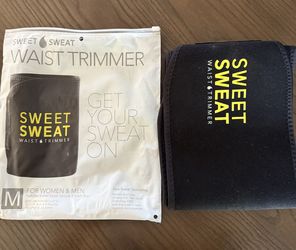 SWEET SWEAT
WAIST TRIMMER
GET
YOUR
SWEAT
ON
SWEET
SWEAT
WAIST TRIMMER
M
FOR WOMEN & MEN
SWEET
SWEAT
WAIST TRIMMER